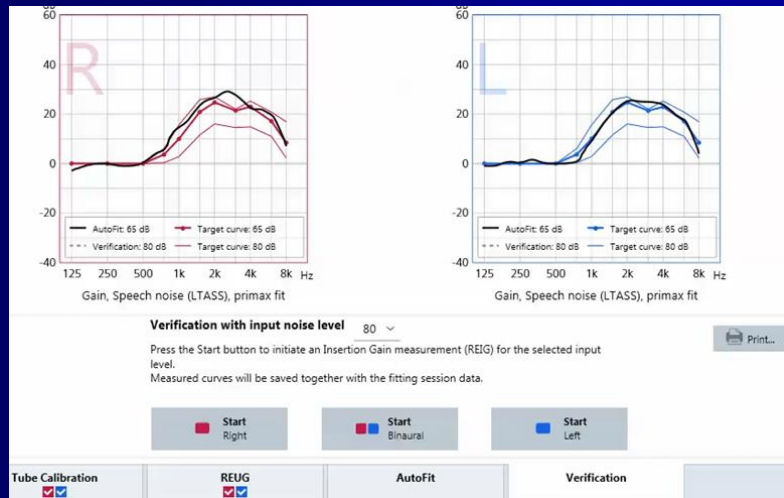 60
40
20
0
-20
-40
R
AutoFit: 65 dB
Target curve: 65 dB
Verification: 80 dB
Target curve: 80 dB
125 250 500 1k 2k 4k 8k Hz
Gain, Speech noise (LTASS), primax fit
60
40
20
0
-20
-40
L
AutoFit: 65 dB
Target curve: 65 dB
Verification: 80 dB
Target curve: 80 dB
125 250 500 1k 2k 4k 8k Hz
Gain, Speech noise (LTASS), primax fit
Verification with input noise level 80
Press the Start button to initiate an Insertion Gain measurement (REIG) for the selected input
level.
Measured curves will be saved together with the fitting session data.
Print...
Start
Right
Start
Binaural
Start
Left
Tube Calibration
REUG
AutoFit
Verification